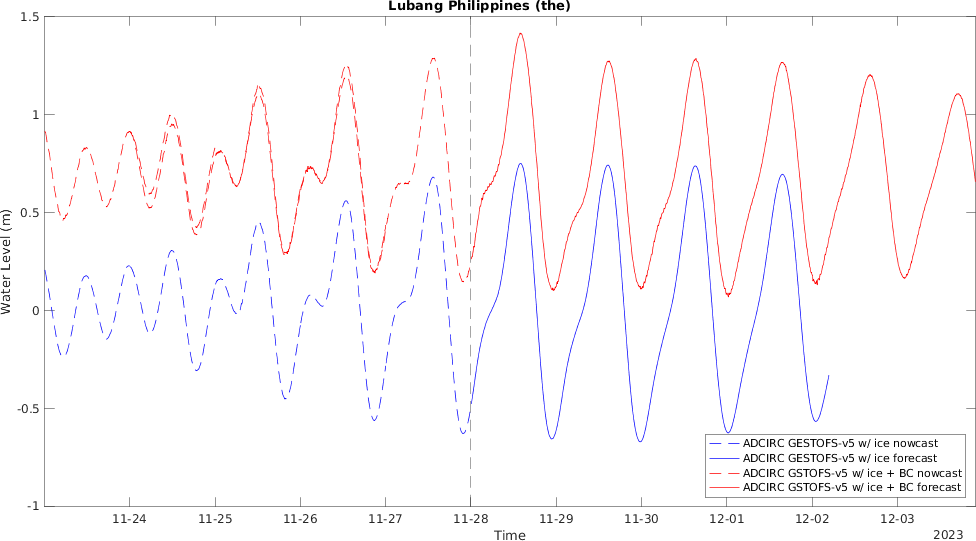 Lubang Philippines (the)
Water Level (m)
1.5
1
0.5
0
-0.5
-1
ADCIRC GESTOFS-v5 w/ ice nowcast
ADCIRC GESTOFS-v5 w/ ice forecast
ADCIRC GSTOFS-v5 w/ ice + BC nowcast
ADCIRC GSTOFS-v5 w/ ice + BC forecast
11-24 11-25 11-26 11-27 11-28 11-29 11-30 12-01 12-02 12-03
Time
2023